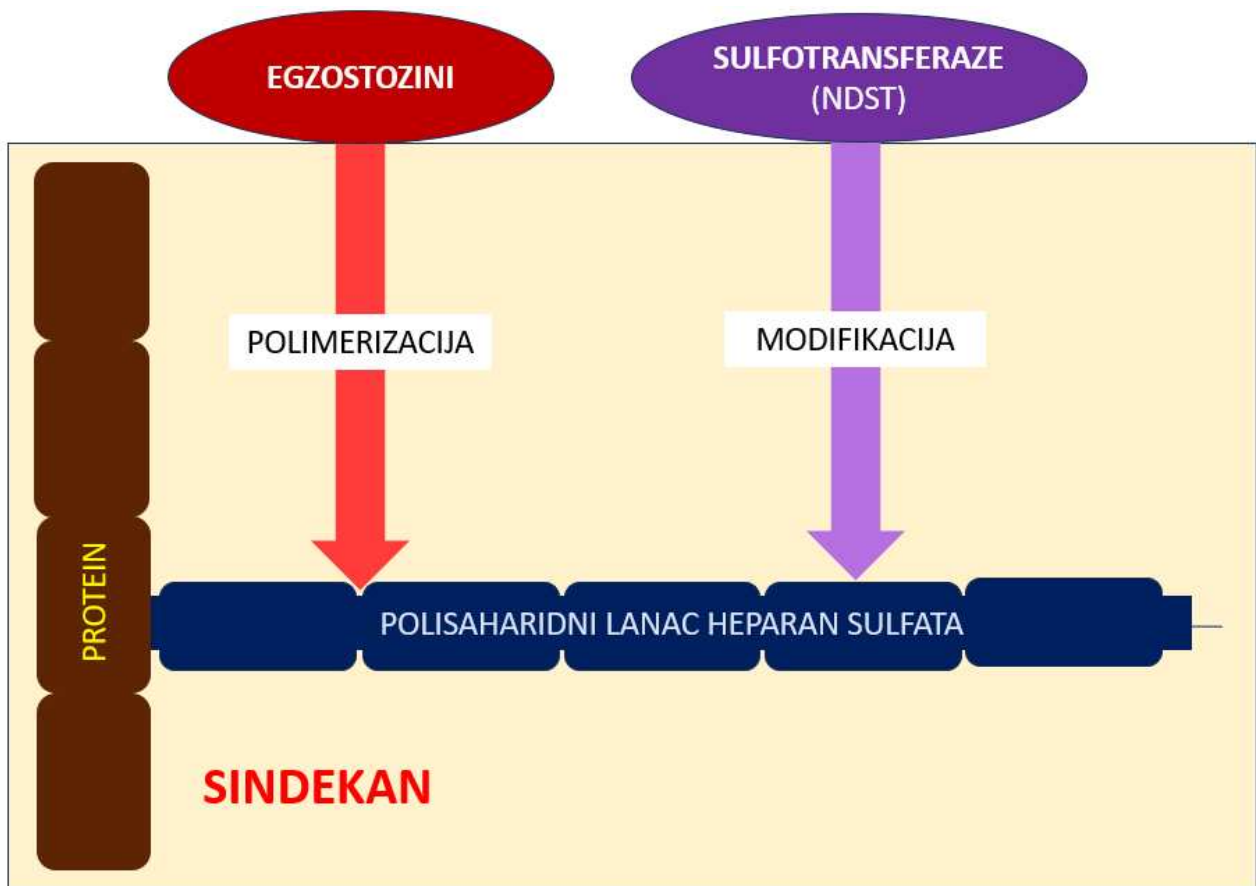 EGZOSTOZINI
SULFOTRANSFERAZE
(NDST)
POLIMERIZACIJA
MODIFIKACIJA
PROTEIN
POLISAHARIDNI LANAC HEPARAN SULFATA
SINDEKAN